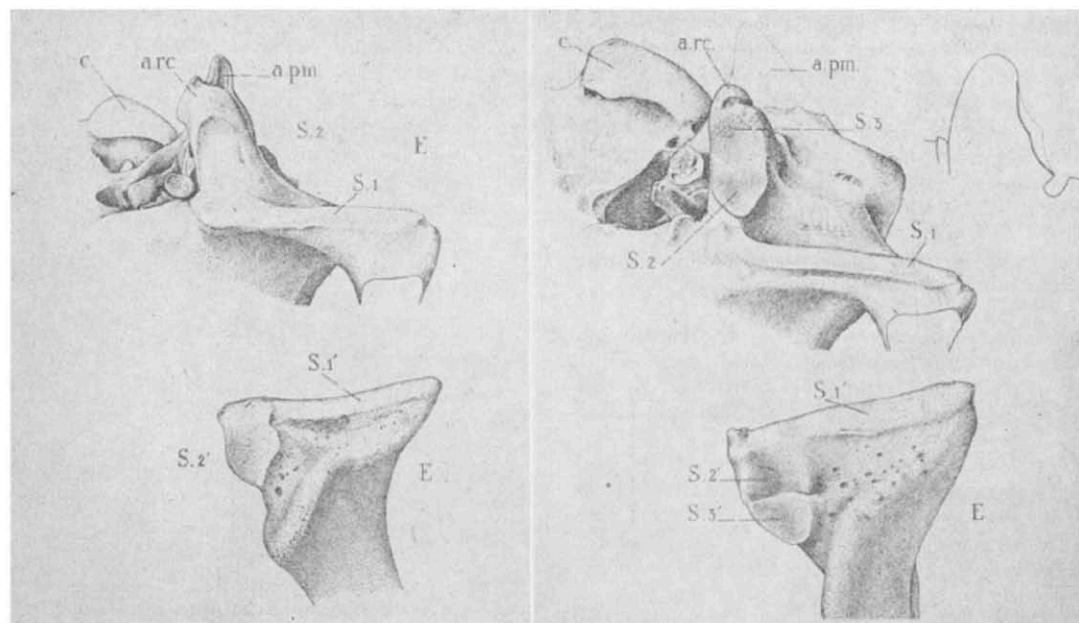 c.
a.rc
a.pm
S.2
E
S.1
S.1'
S.2'
E
c.
a.rc.
a.pm.
S.3
S.2
S.1
S.1'
S.2'
S.3'
E